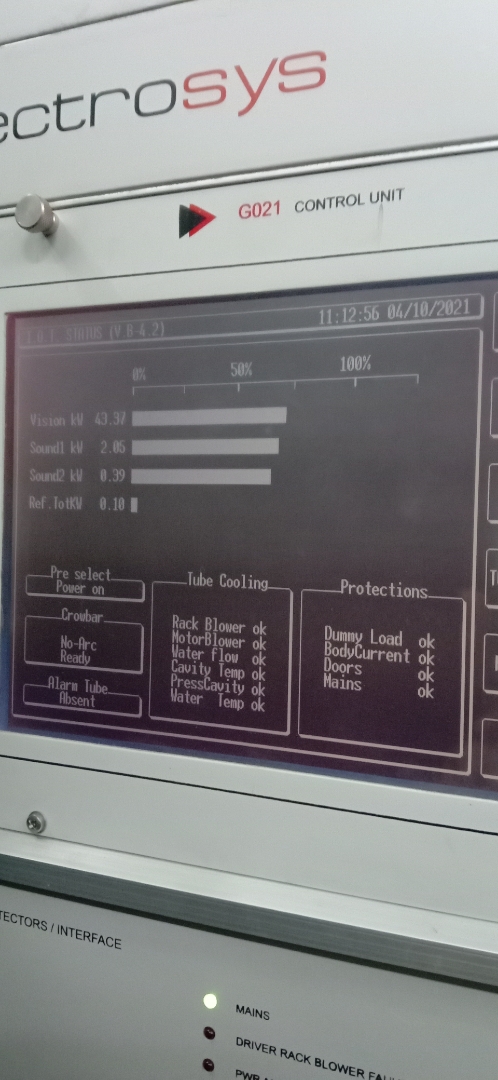 ectrosys
G021 CONTROL UNIT
STATUS (V B-4.2) 11:12:56 04/10/2021
0% 50% 100%
Vision kW 43.37
Sound1 kW 2.05
Sound2 kW 0.39
Ref.TotKW 0.10
Pre select
Power on
Crowbar
No-Arc
Ready
Alarm Tube
Absent
Tube Cooling
Rack Blower ok
MotorBlower ok
Water flow ok
Cavity Temp ok
PressCavity ok
Water Temp ok
Protections
Dummy Load ok
BodyCurrent ok
Doors ok
Mains ok
TECTORS / INTERFACE
MAINS
DRIVER RACK BLOWER